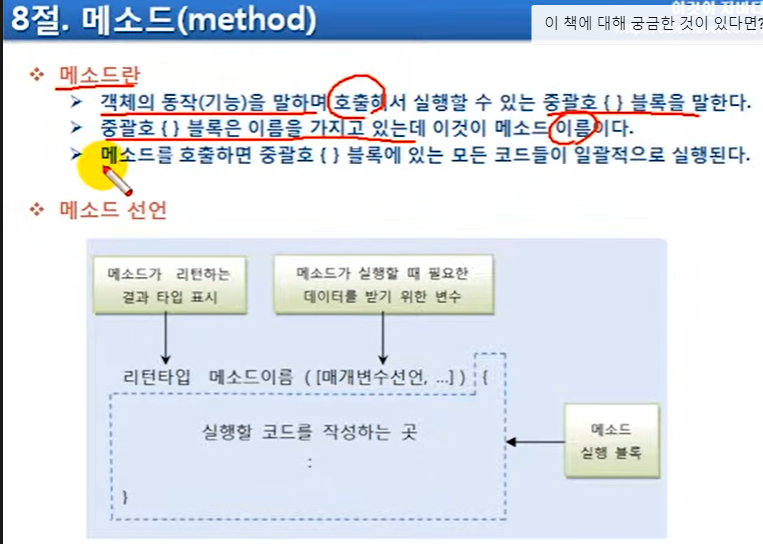 8절. 메소드(method)
이것이 자바다
이 책에 대해 궁금한 것이 있다면?
메소드란
객체의 동작(기능)을 말하며 호출해서 실행할 수 있는 중괄호 { } 블록을 말한다.
중괄호 { } 블록은 이름을 가지고 있는데 이것이 메소드 이름이다.
메소드를 호출하면 중괄호 { } 블록에 있는 모든 코드들이 일괄적으로 실행된다.
메소드 선언
메소드가 리턴하는
결과 타입 표시
메소드가 실행할 때 필요한
데이터를 받기 위한 변수
리턴타입 메소드이름 ( [매개변수선언, ...] ) {
실행할 코드를 작성하는 곳
:
}
메소드
실행 블록